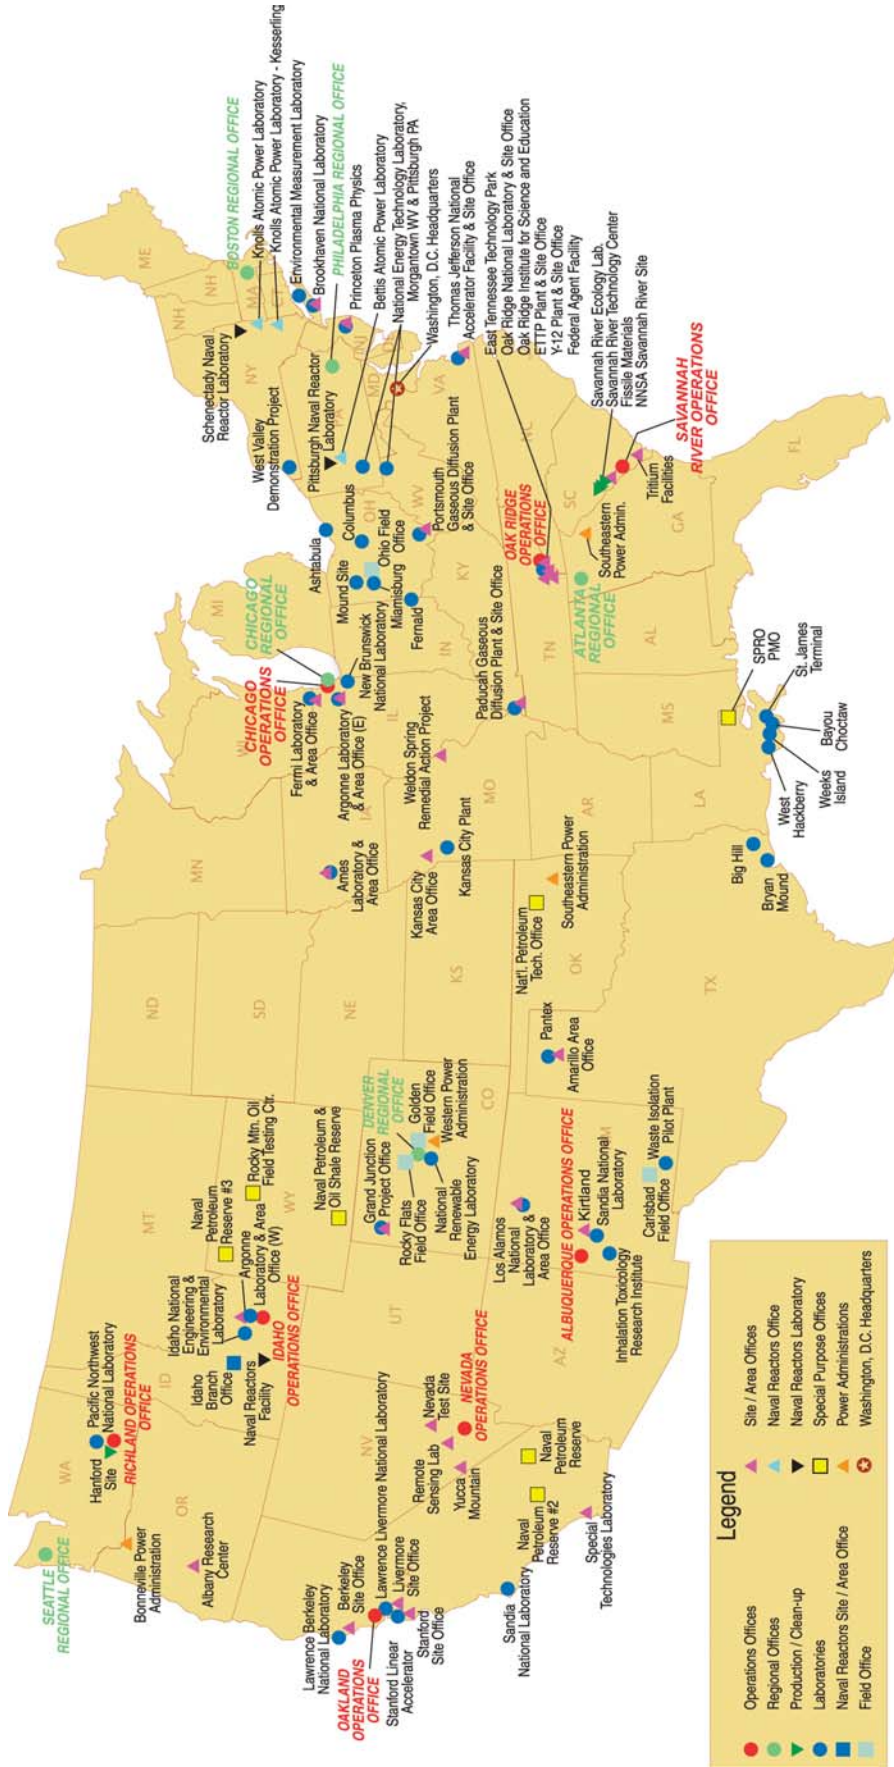 SEATTLE
REGIONAL OFFICE
WA
Hanford
Site
Pacific Northwest
National Laboratory
RICHLAND OPERATIONS
OFFICE
Bonneville Power
Administration
Albany Research
Center
OR
ID
MT
ND
SD
NE
MN
WI
MI
IA
IL
IN
OH
KY
WV
VA
NC
SC
GA
FL
AL
MS
TN
AR
LA
MO
KS
OK
TX
CO
WY
UT
NV
AZ
NM
NY
PA
NJ
MD
DE
CT
MA
NH
NH
ME
Idaho National
Engineering &
Environmental
Laboratory
Idaho
Branch
Office
Naval Reactors
Facility
Argonne
Laboratory & Area
Office (W)
IDAHO
OPERATIONS OFFICE
Naval
Petroleum
Reserve #3
Rocky Mtn. Oil
Field Testing Ctr.
Naval Petroleum &
Oil Shale Reserve
Lawrence Berkeley
National Laboratory
Berkeley
Site Office
OAKLAND
OPERATIONS
OFFICE
Lawrence Livermore National Laboratory
Livermore
Site Office
Stanford Linear
Accelerator
Stanford
Site Office
Sandia
National Laboratory
Remote
Sensing Lab
Nevada
Test Site
Yucca
Mountain
NEVADA
OPERATIONS OFFICE
Naval
Petroleum
Reserve #2
Naval
Petroleum
Reserve
Special
Technologies Laboratory
Grand Junction
Project Office
Rocky Flats
Field Office
DENVER
REGIONAL
OFFICE
Golden
Field Office
Western Power
Administration
National
Renewable
Energy Laboratory
Los Alamos
National
Laboratory &
Area Office
ALBUQUERQUE OPERATIONS OFFICE
Kirtland
Sandia National
Laboratory
Inhalation Toxicology
Research Institute
Carlsbad
Field Office
Waste Isolation
Pilot Plant
Pantex
Amarillo Area
Office
Nat'l. Petroleum
Tech. Office
Southeastern Power
Administration
Ames
Laboratory &
Area Office
Kansas City
Area Office
Kansas City Plant
Weldon Spring
Remedial Action Project
CHICAGO
OPERATIONS
OFFICE
CHICAGO
REGIONAL
OFFICE
Fermi Laboratory
& Area Office
Argonne Laboratory
& Area Office (E)
New Brunswick
National Laboratory
Paducah Gaseous
Diffusion Plant & Site Office
Ashtabula
Columbus
Mound Site
Ohio Field
Office
Miamisburg
Fernald
Portsmouth
Gaseous Diffusion Plant
& Site Office
West Valley
Demonstration Project
Schenectady Naval
Reactor Laboratory
Pittsburgh Naval Reactor
Laboratory
BOSTON REGIONAL OFFICE
Knolls Atomic Power Laboratory
Knolls Atomic Power Laboratory - Kesserling
Environmental Measurement Laboratory
Brookhaven National Laboratory
PHILADELPHIA REGIONAL OFFICE
Princeton Plasma Physics
Bettis Atomic Power Laboratory
National Energy Technology Laboratory,
Morgantown WV & Pittsburgh PA
Washington, D.C. Headquarters
Thomas Jefferson National
Accelerator Facility & Site Office
East Tennessee Technology Park
Oak Ridge National Laboratory & Site Office
Oak Ridge Institute for Science and Education
ETTP Plant & Site Office
Y-12 Plant & Site Office
Federal Agent Facility
OAK RIDGE
OPERATIONS
OFFICE
Savannah River Ecology Lab.
Savannah River Technology Center
Fissile Materials
NNSA Savannah River Site
SAVANNAH
RIVER OPERATIONS
OFFICE
Tritium
Facilities
Southeastern
Power Admin.
ATLANTA
REGIONAL
OFFICE
SPRO
PMO
St. James
Terminal
Bayou
Choctaw
Weeks
Island
West
Hackberry
Big Hill
Bryan
Mound
Legend
Operations Offices
Regional Offices
Production / Clean-up
Laboratories
Naval Reactors Site / Area Office
Field Office
Site / Area Offices
Naval Reactors Office
Naval Reactors Laboratory
Special Purpose Offices
Power Administrations
Washington, D.C. Headquarters